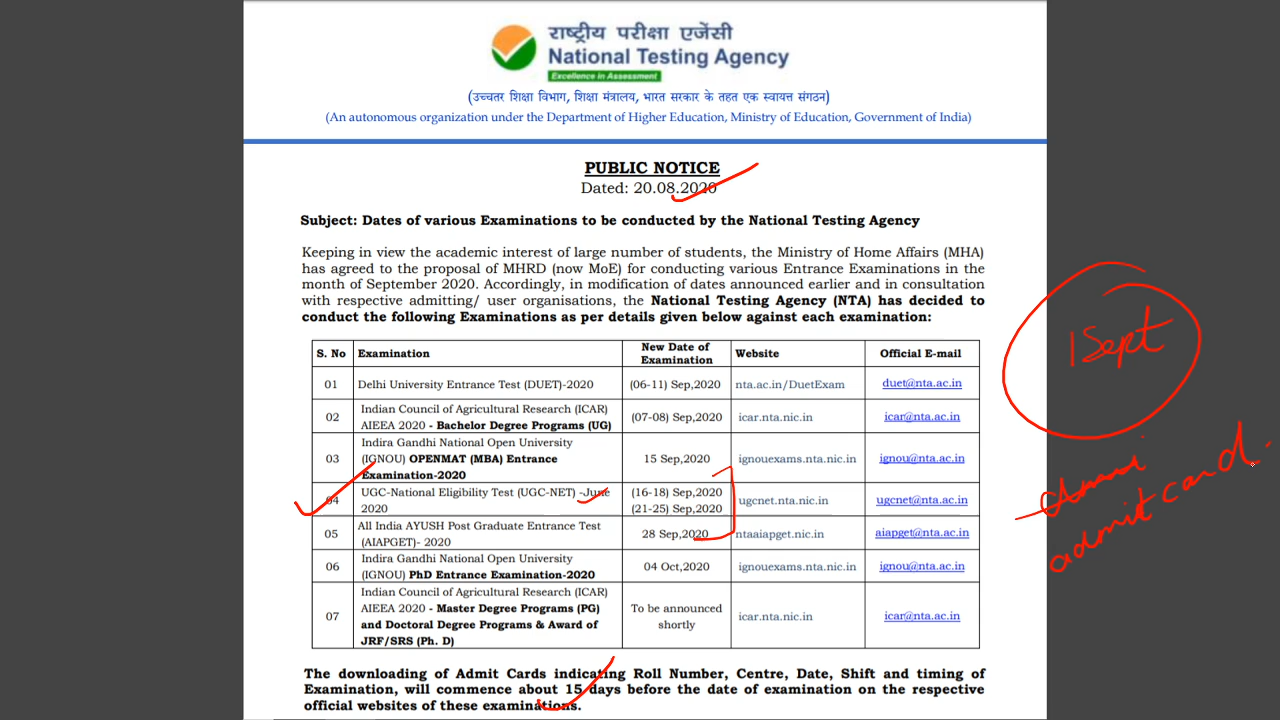 राष्ट्रीय परीक्षा एजेंसी
National Testing Agency
Excellence in Assessment
(उच्चतर शिक्षा विभाग, शिक्षा मंत्रालय, भारत सरकार के तहत एक स्वायत्त संगठन)
(An autonomous organization under the Department of Higher Education, Ministry of Education, Government of India)
PUBLIC NOTICE
Dated: 20.08.2020
Subject: Dates of various Examinations to be conducted by the National Testing Agency
Keeping in view the academic interest of large number of students, the Ministry of Home Affairs (MHA)
has agreed to the proposal of MHRD (now MoE) for conducting various Entrance Examinations in the
month of September 2020. Accordingly, in modification of dates announced earlier and in consultation
with respective admitting/ user organisations, the National Testing Agency (NTA) has decided to
conduct the following Examinations as per details given below against each examination:
S. No Examination New Date of Examination Website Official E-mail
01 Delhi University Entrance Test (DUET)-2020 (06-11) Sep,2020 nta.ac.in/DuetExam duet@nta.ac.in
02 Indian Council of Agricultural Research (ICAR)
AIEEA 2020 - Bachelor Degree Programs (UG) (07-08) Sep,2020 icar.nta.nic.in icar@nta.ac.in
03 Indira Gandhi National Open University
(IGNOU) OPENMAT (MBA) Entrance
Examination-2020 15 Sep,2020 ignouexams.nta.nic.in ignou@nta.ac.in
04 UGC-National Eligibility Test (UGC-NET) -June
2020 (16-18) Sep,2020
(21-25) Sep,2020 ugcnet.nta.nic.in ugcnet@nta.ac.in
05 All India AYUSH Post Graduate Entrance Test
(AIAPGET)- 2020 28 Sep,2020 ntaaiapget.nic.in aiapget@nta.ac.in
06 Indira Gandhi National Open University
(IGNOU) PhD Entrance Examination-2020 04 Oct,2020 ignouexams.nta.nic.in ignou@nta.ac.in
07 Indian Council of Agricultural Research (ICAR)
AIEEA 2020 - Master Degree Programs (PG)
and Doctoral Degree Programs & Award of
JRF/SRS (Ph. D) To be announced
shortly icar.nta.nic.in icar@nta.ac.in
The downloading of Admit Cards indicating Roll Number, Centre, Date, Shift and timing of
Examination, will commence about 15 days before the date of examination on the respective
official websites of these examinations.
1 Sept
admit card.